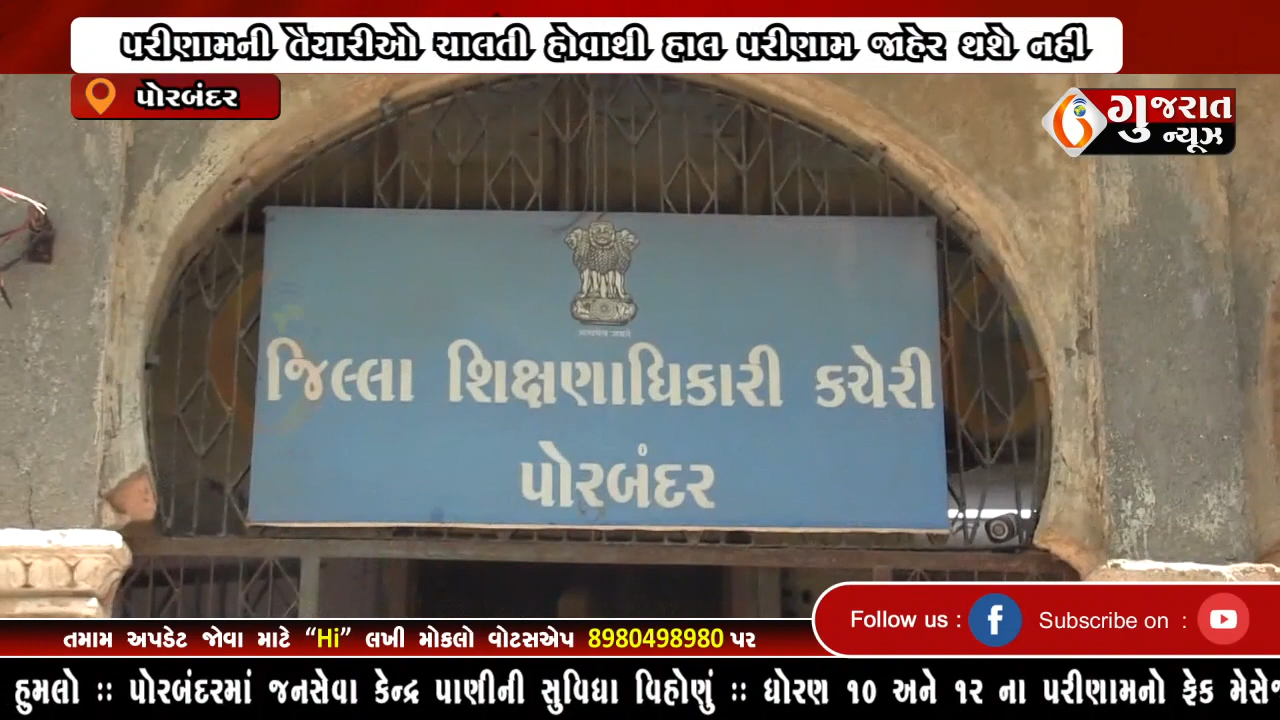 પરીણામની તૈયારીઓ ચાલતી હોવાથી હાલ પરીણામ જાહેર થશે નહીં
પોરબંદર
ગુજરાત
ન્યૂઝ
જિલ્લા શિક્ષણાધિકારી કચેરી
પોરબંદર
Follow us :
Subscribe on :
તમામ અપડેટ જોવા માટે “Hi” લખી મોકલો વોટસએપ 8980498980 પર
હુમલો :: પોરબંદરમાં જનસેવા કેન્દ્ર પાણીની સુવિધા વિહોણું :: ધોરણ ૧૦ અને ૧૨ ના પરીણામનો ફેક મેસેજ